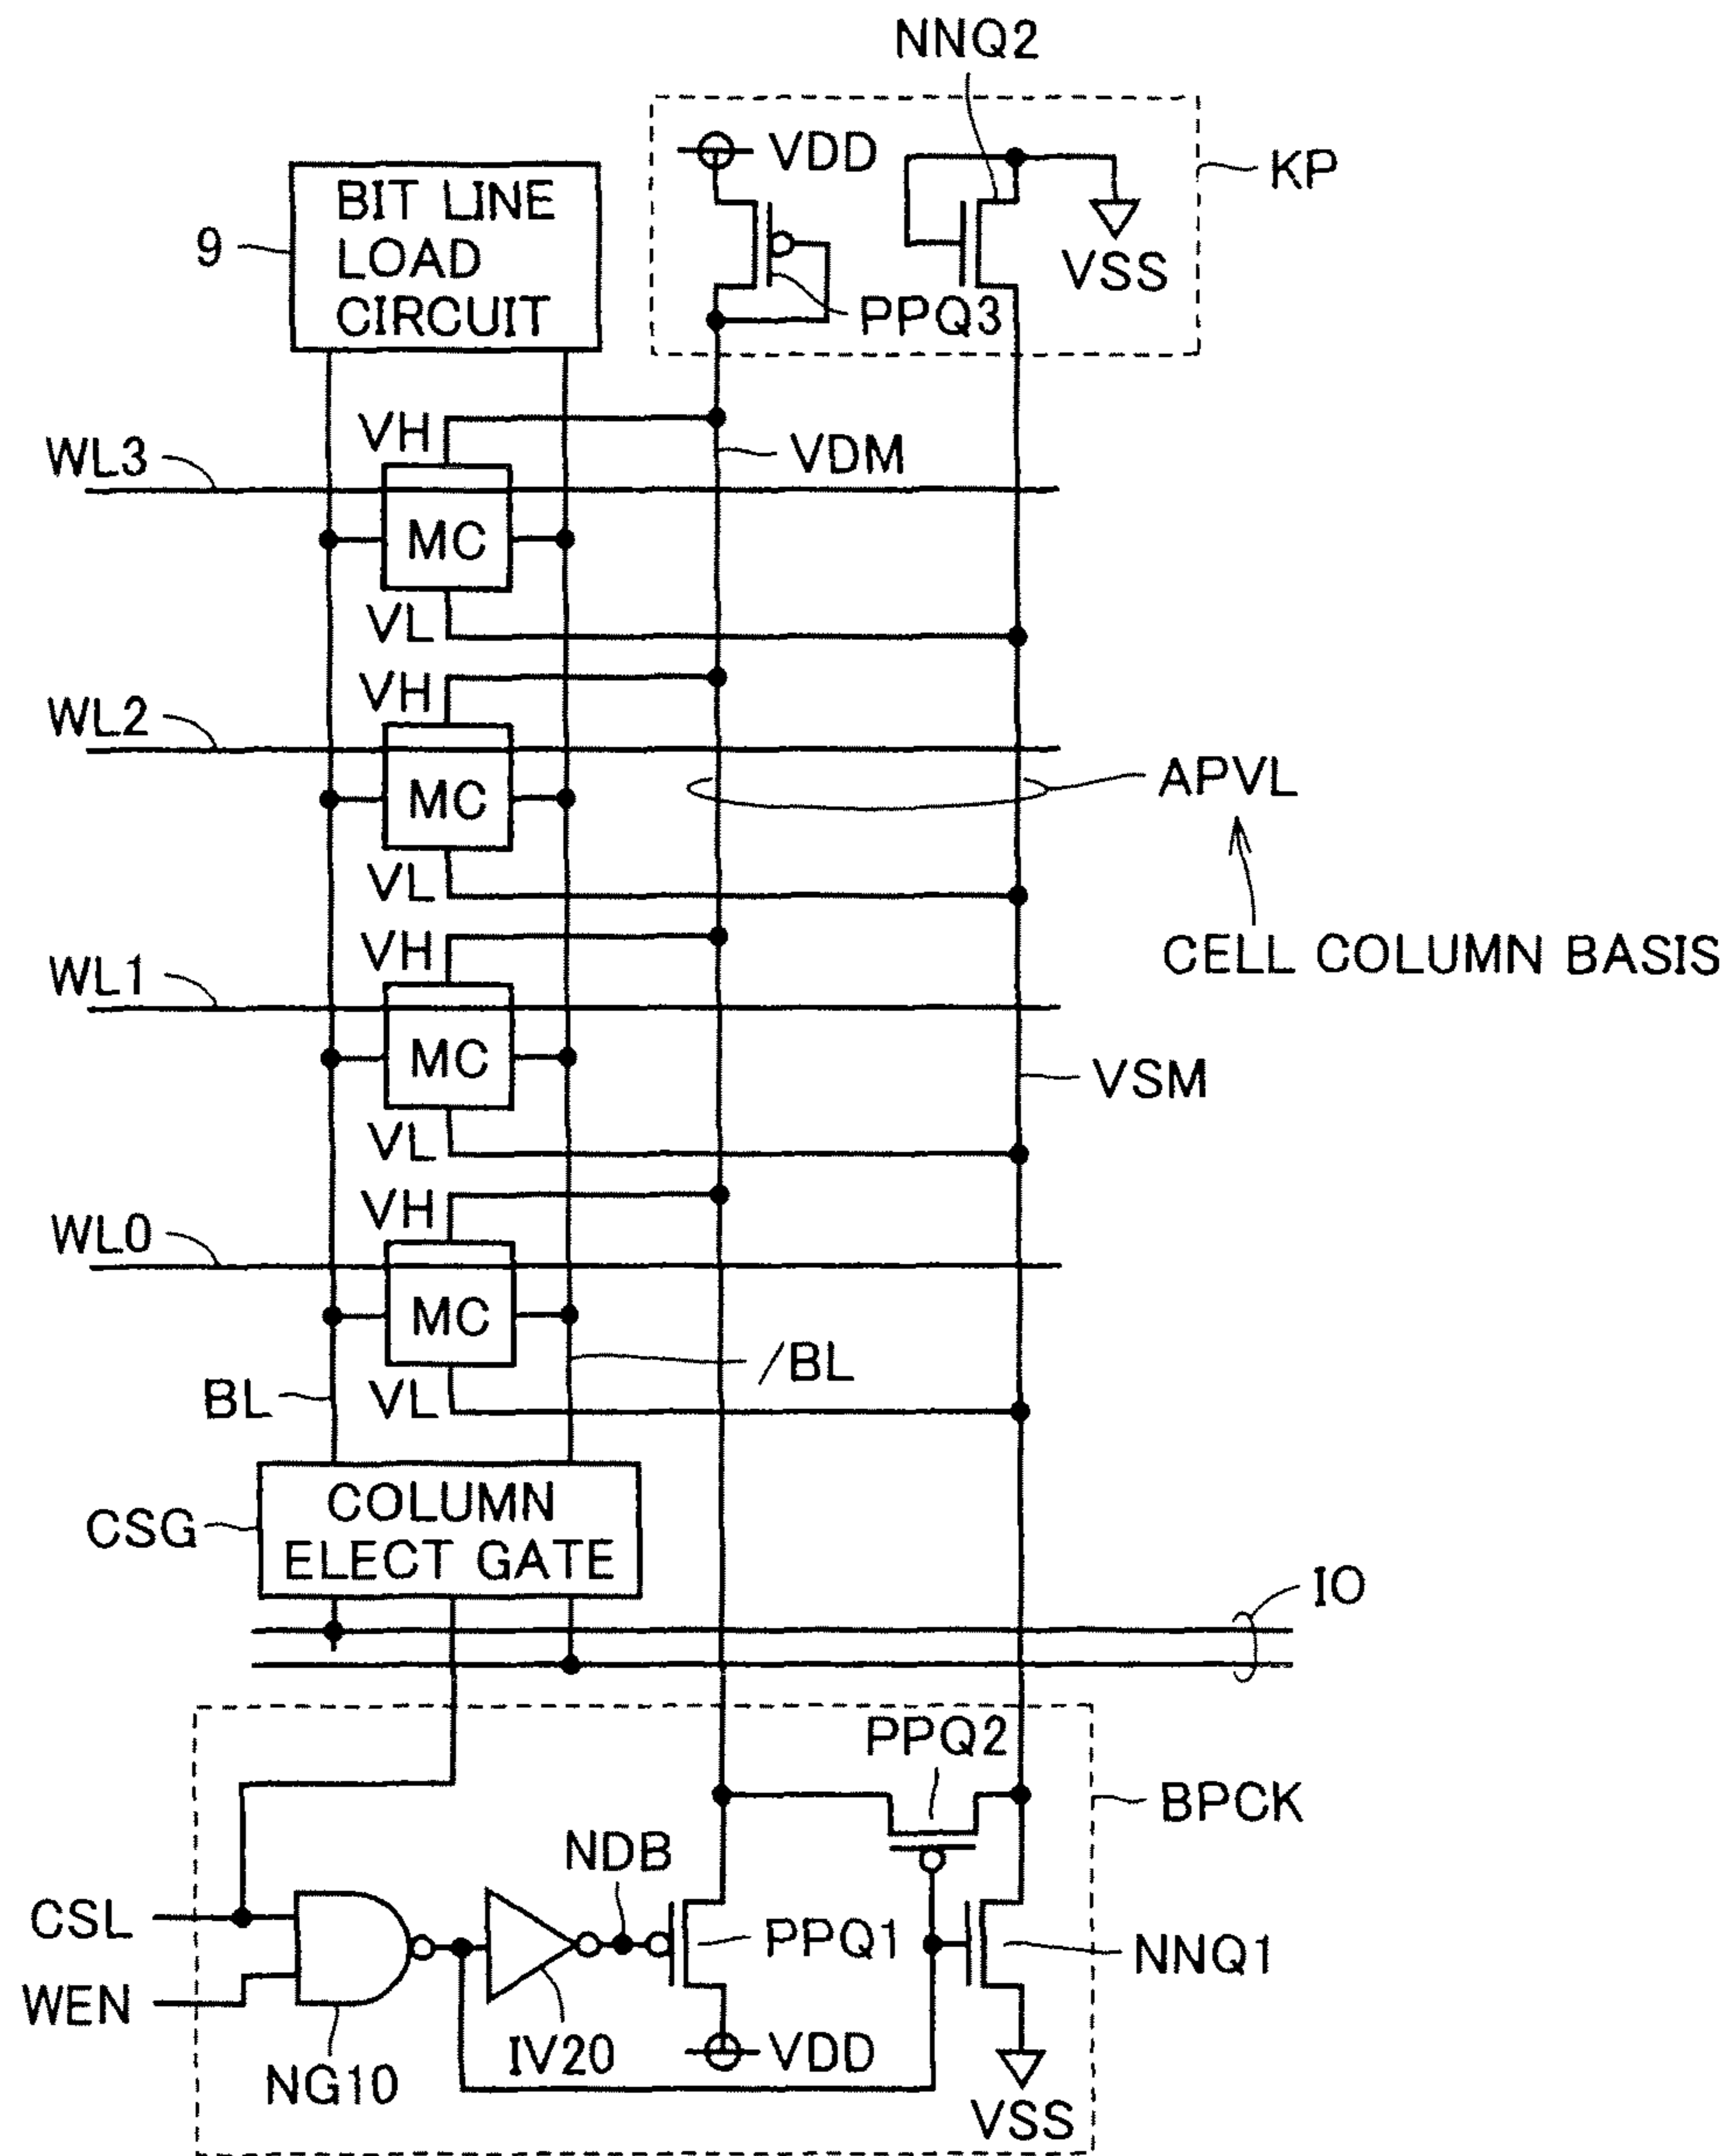 NNQ2
VDD
KP
BIT LINE
LOAD
CIRCUIT
9
VSS
PPQ3
VH
WL3
VDM
MC
VL
VH
WL2
MC
APVL
VL
CELL COLUMN BASIS
VH
WL1
MC
VSM
VL
VH
WL0
MC
/BL
BL
VL
CSG
COLUMN
ELECT GATE
IO
PPQ2
BPCK
NDB
CSL
PPQ1
NNQ1
WEN
IV20
VDD
NG10
VSS